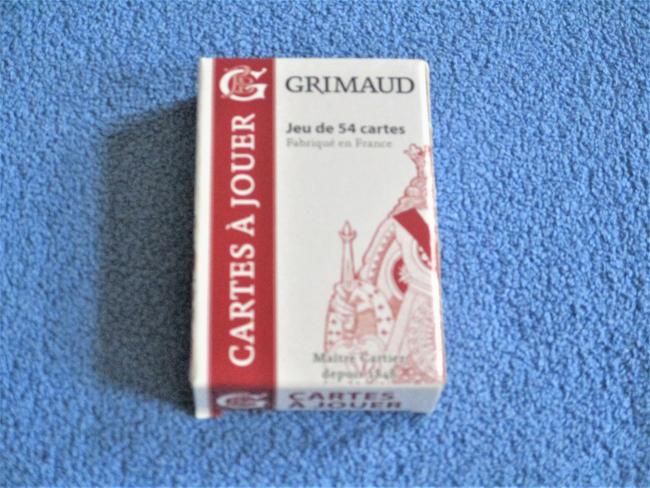 GRIMAUD
Jeu de 54 cartes
Fabriqué en France
CARTES À JOUER
Maître Cartier
depuis 1848
CARTES
À JOUER